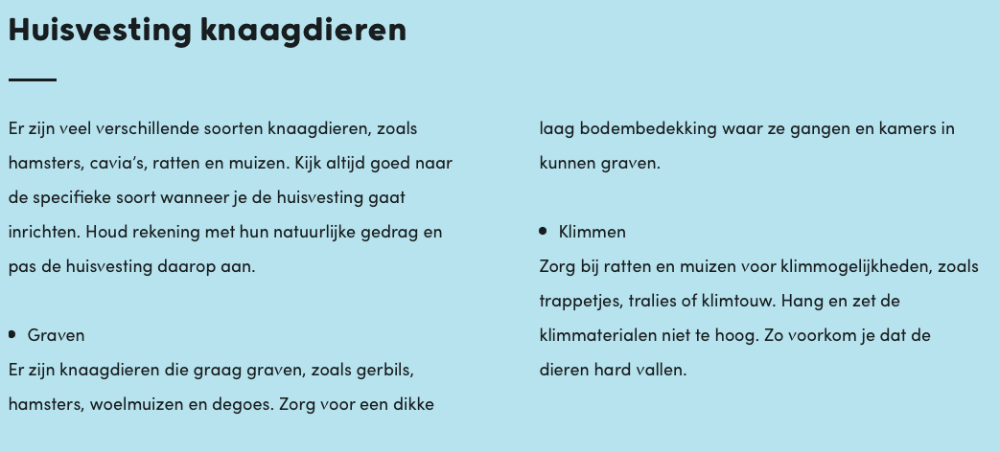 Huisvesting knaagdieren
Er zijn veel verschillende soorten knaagdieren, zoals
hamsters, cavia's, ratten en muizen. Kijk altijd goed naar
de specifieke soort wanneer je de huisvesting gaat
inrichten. Houd rekening met hun natuurlijke gedrag en
pas de huisvesting daarop aan.
• Graven
Er zijn knaagdieren die graag graven, zoals gerbils,
hamsters, woelmuizen en degoes. Zorg voor een dikke
laag bodembedekking waar ze gangen en kamers in
kunnen graven.
• Klimmen
Zorg bij ratten en muizen voor klimmogelijkheden, zoals
trappetjes, tralies of klimtouw. Hang en zet de
klimmaterialen niet te hoog. Zo voorkom je dat de
dieren hard vallen.